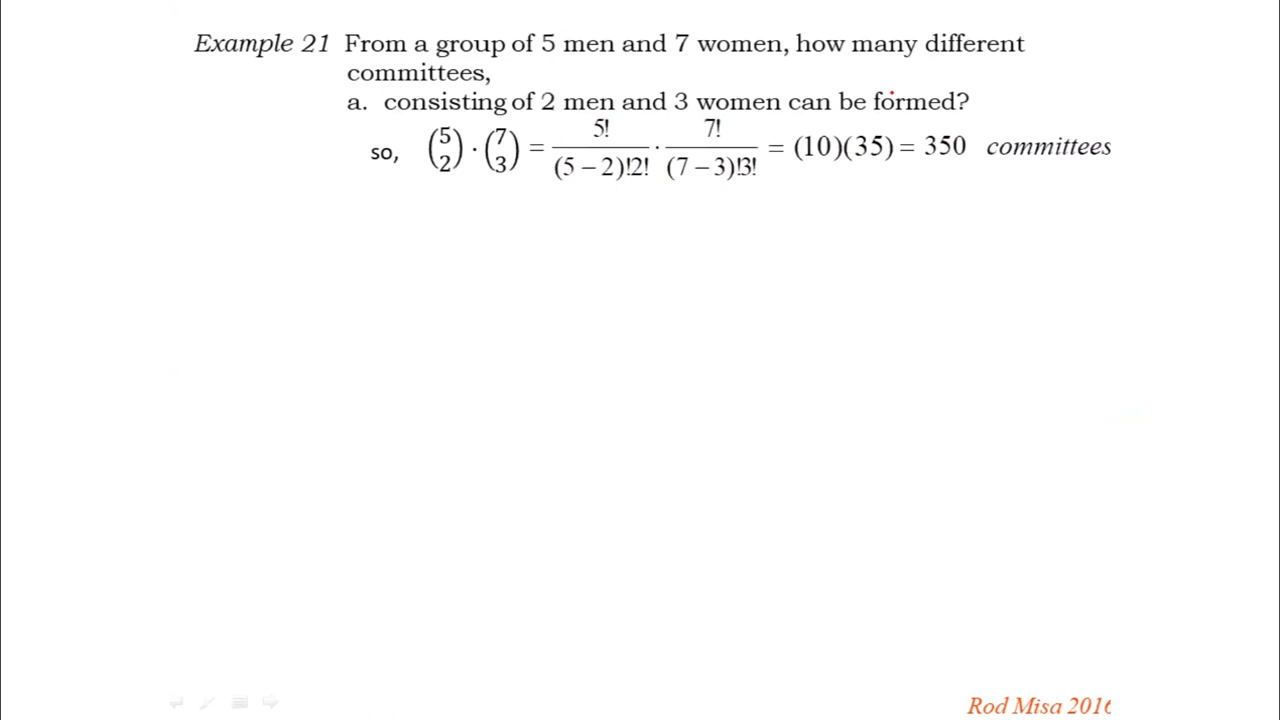 Example 21 From a group of 5 men and 7 women, how many different
committees,
a. consisting of 2 men and 3 women can be formed?
so, (5 2) · (7 3) = 5!/(5 – 2)!2! · 7!/(7 – 3)!3! = (10)(35) = 350 committees
Rod Misa 2016